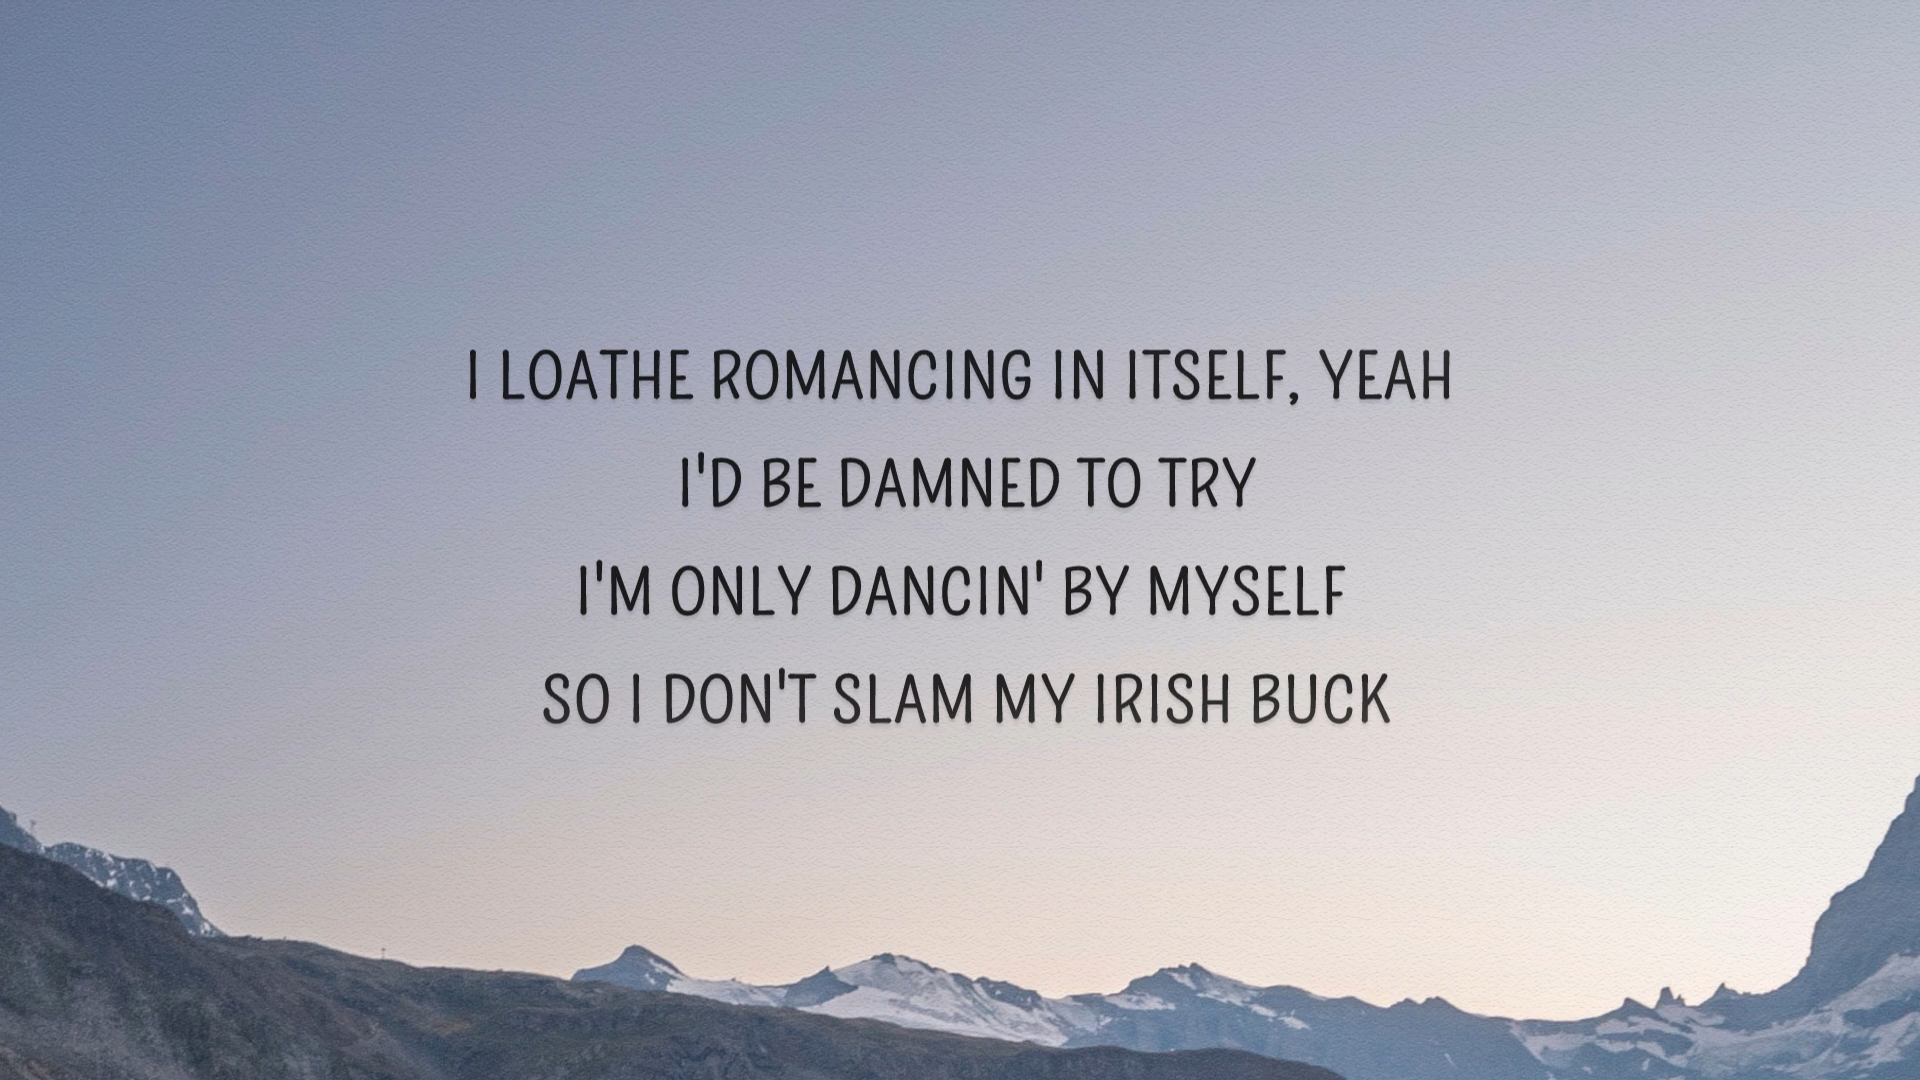 I LOATHE ROMANCING IN ITSELF, YEAH
I'D BE DAMNED TO TRY
I'M ONLY DANCIN' BY MYSELF
SO I DON'T SLAM MY IRISH BUCK